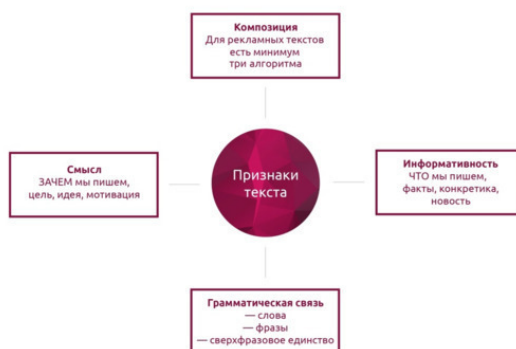 Композиция
Для рекламных текстов
есть минимум
три алгоритма
Смысл
ЗАЧЕМ мы пишем,
цель, идея, мотивация
Признаки
текста
Информативность
ЧТО мы пишем,
факты, конкретика,
новость
Грамматическая связь
— слова
— фразы
— сверхфразовое единство